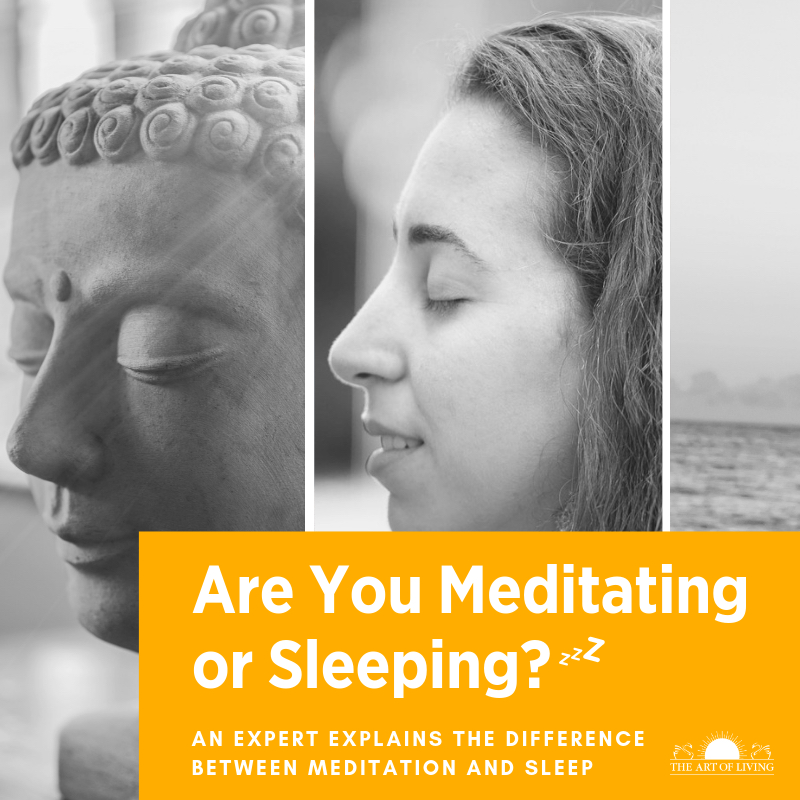 Are You Meditating
or Sleeping? zzZ
AN EXPERT EXPLAINS THE DIFFERENCE
BETWEEN MEDITATION AND SLEEP
THE ART OF LIVING